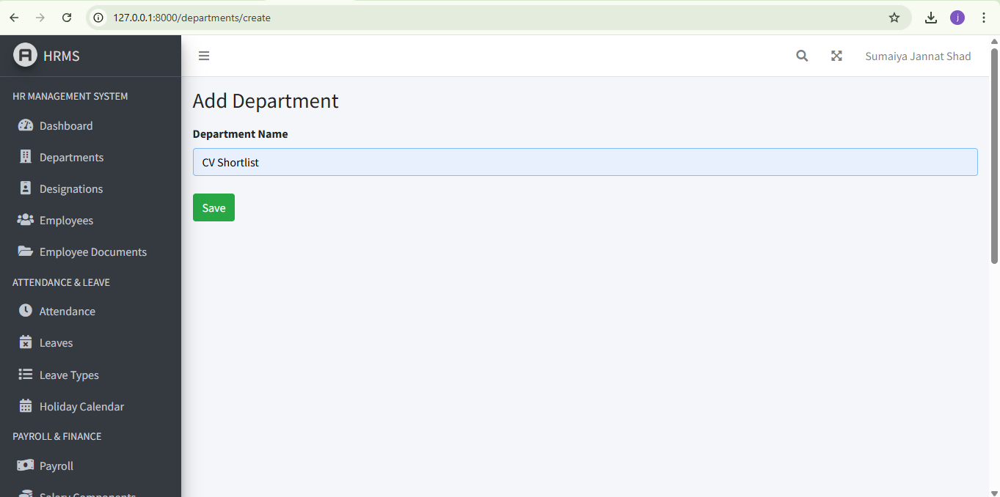 127.0.0.1:8000/departments/create
j
HRMS
Sumaiya Jannat Shad
HR MANAGEMENT SYSTEM
Dashboard
Departments
Designations
Employees
Employee Documents
ATTENDANCE & LEAVE
Attendance
Leaves
Leave Types
Holiday Calendar
PAYROLL & FINANCE
Payroll
Salary Components
Add Department
Department Name
CV Shortlist
Save